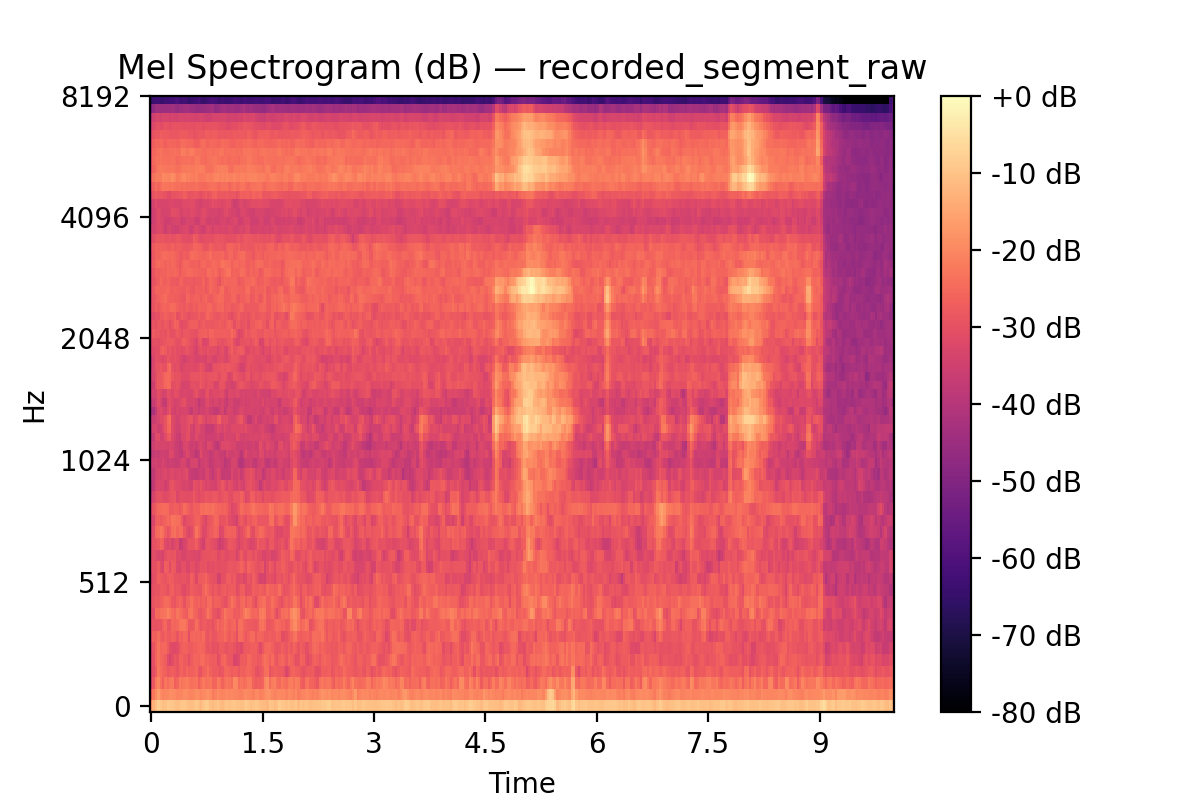 Mel Spectrogram (dB) — recorded_segment_raw
8192
4096
2048
1024
512
0
Hz
0 1.5 3 4.5 6 7.5 9
Time
+0 dB
-10 dB
-20 dB
-30 dB
-40 dB
-50 dB
-60 dB
-70 dB
-80 dB